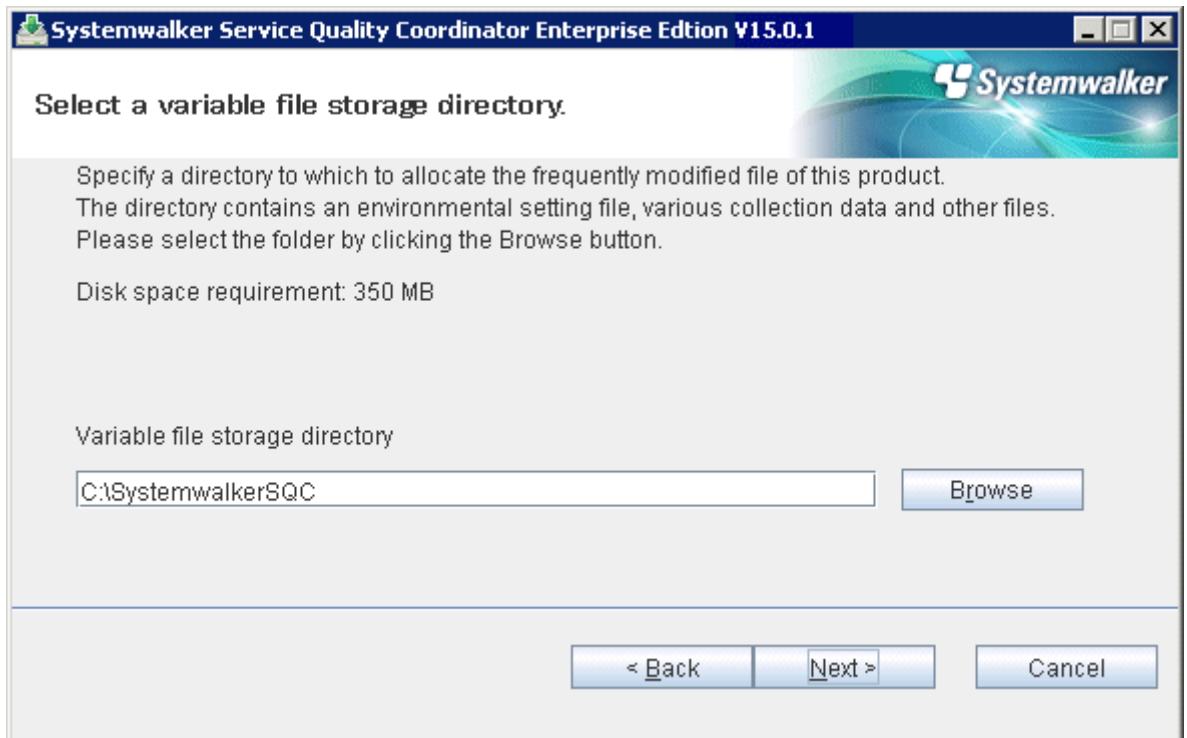 Systemwalker Service Quality Coordinator Enterprise Edtion V15.0.1
Systemwalker
Select a variable file storage directory.
Specify a directory to which to allocate the frequently modified file of this product.
The directory contains an environmental setting file, various collection data and other files.
Please select the folder by clicking the Browse button.
Disk space requirement: 350 MB
Variable file storage directory
C:\SystemwalkerSQC
Browse
< Back
Next >
Cancel